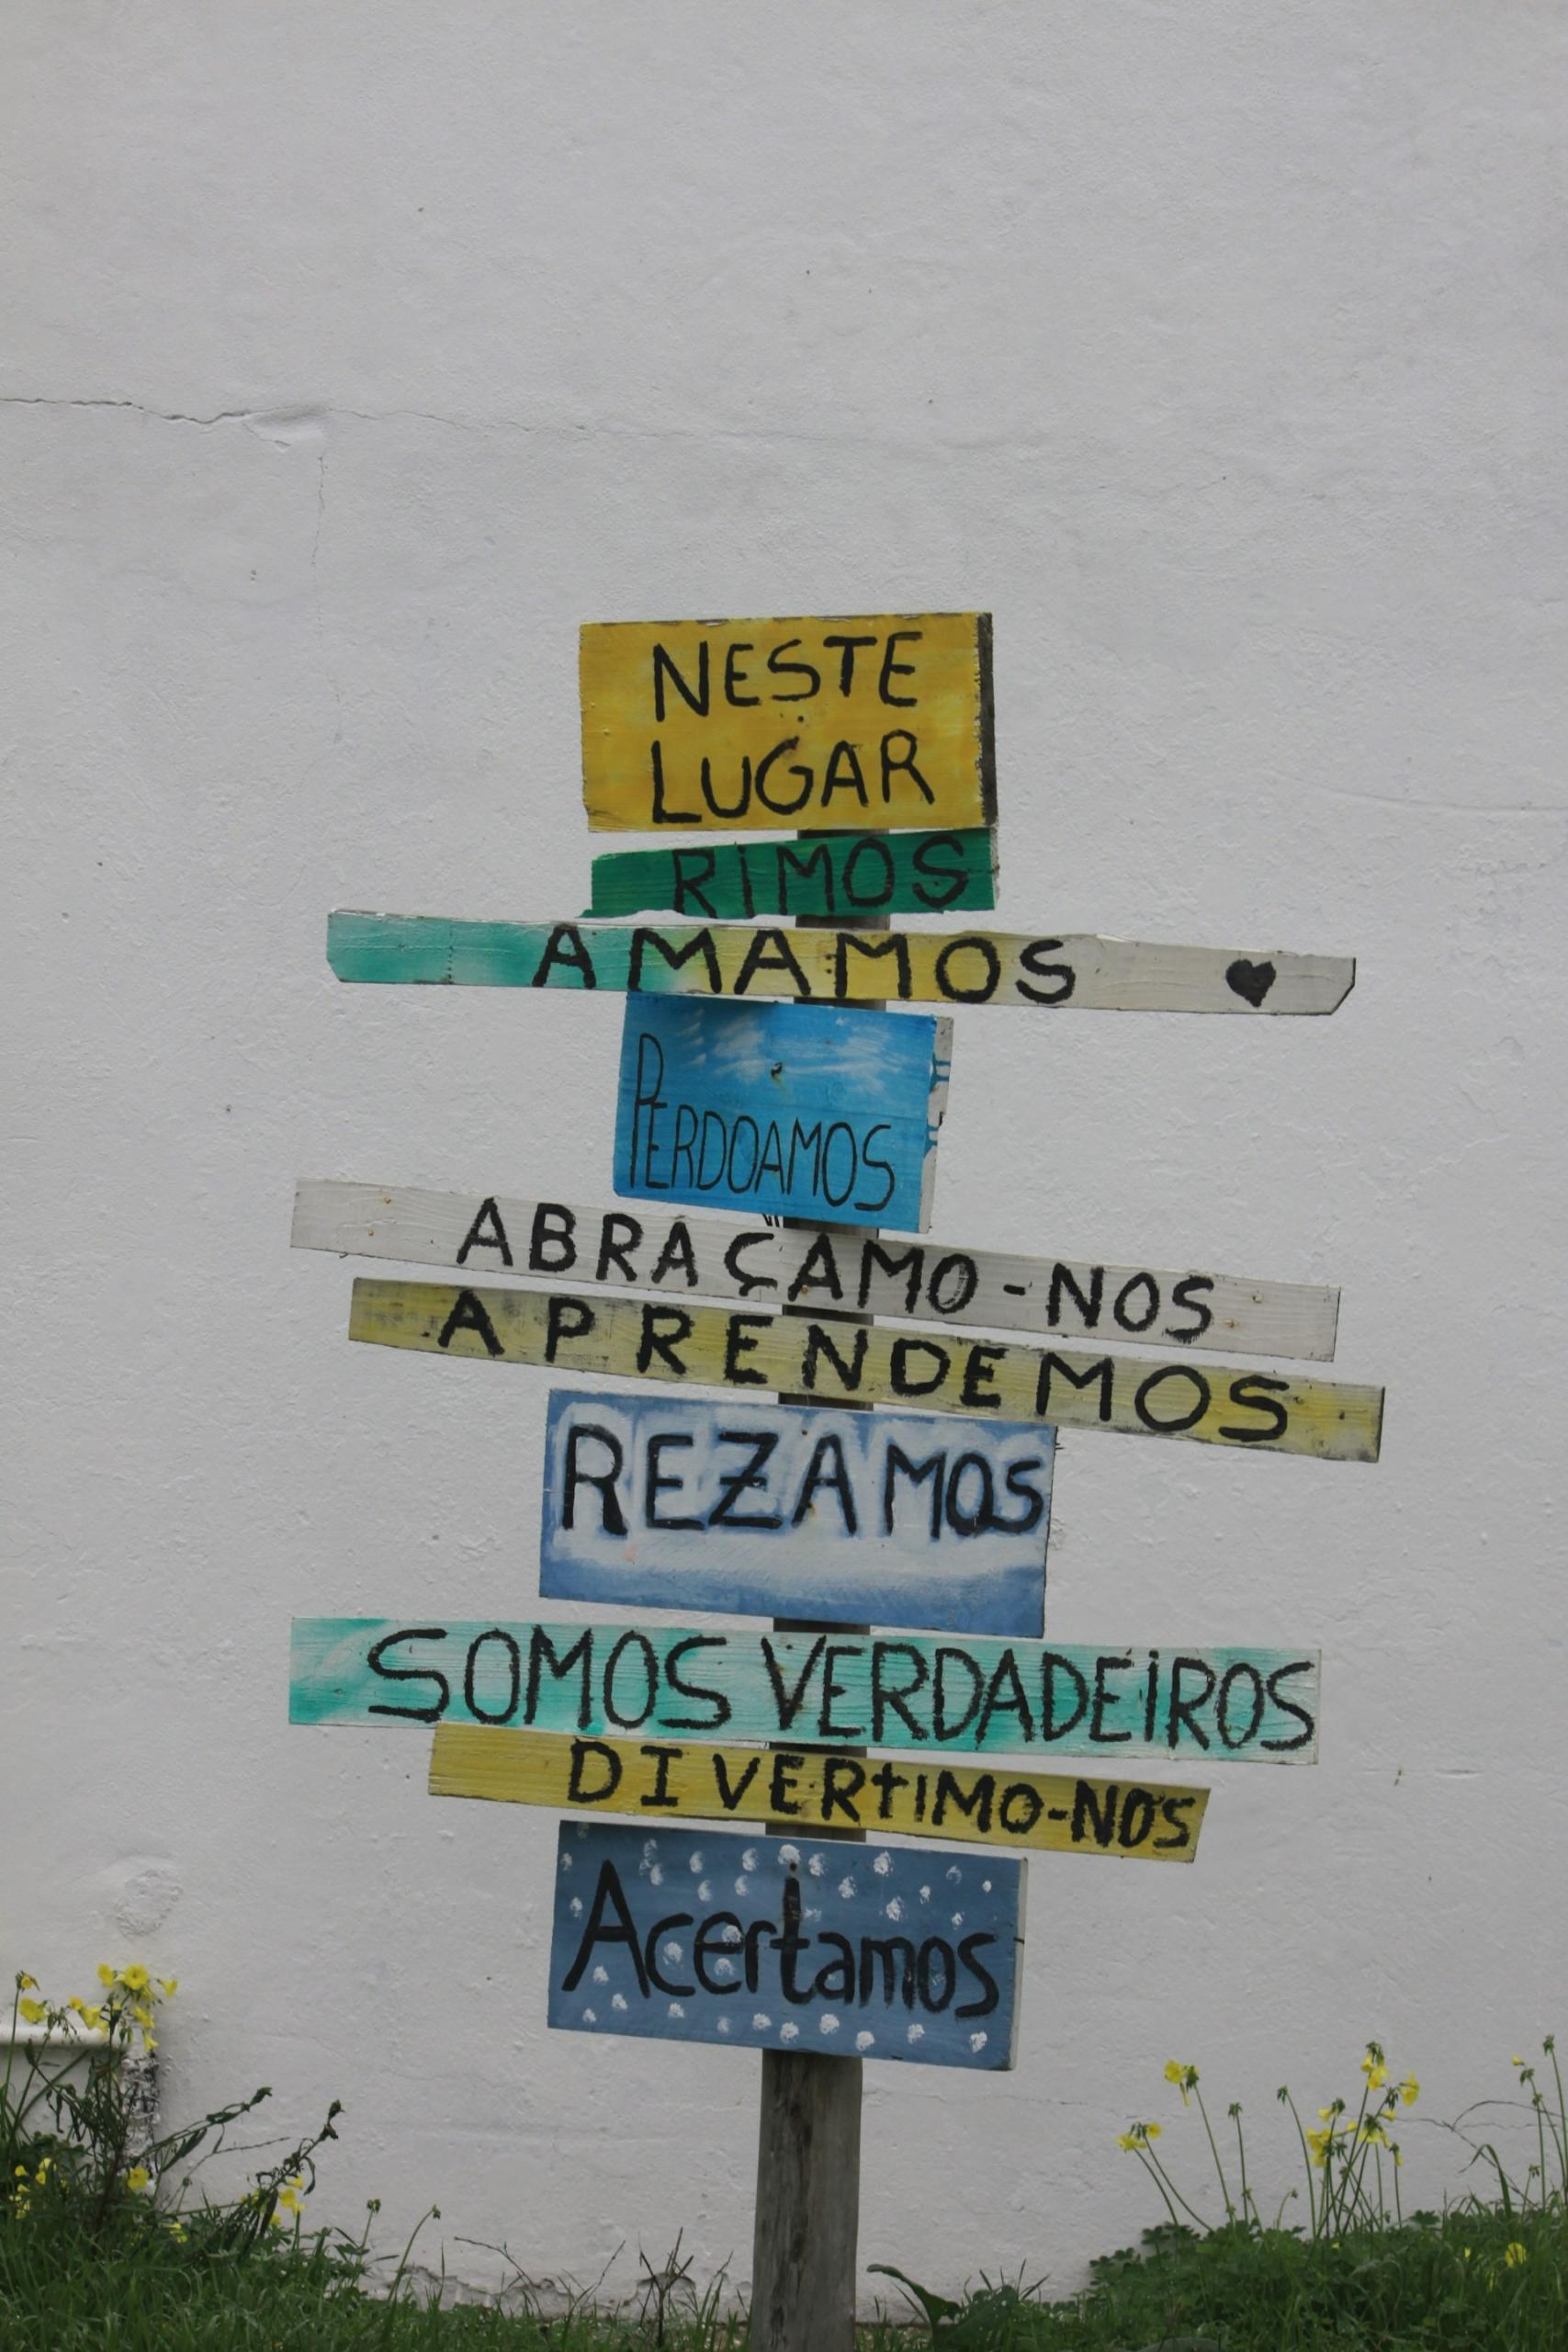 NESTE
LUGAR
RiMOS
AMAMOS
PERDOAMOS
ABRAÇAMO-NOS
APRENDEMOS
REZAMOS
SOMOS VERDADEiROS
DIVERtIMO-NOS
Acertamos